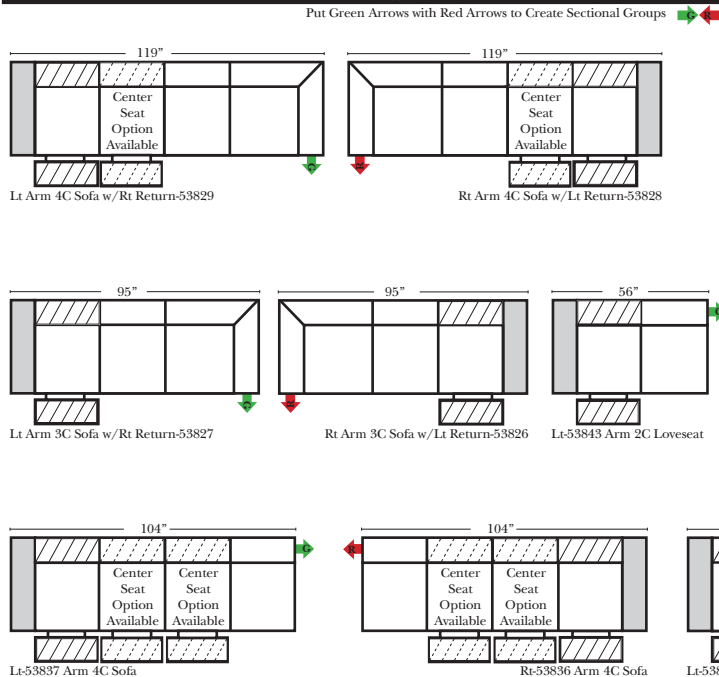 Put Green Arrows with Red Arrows to Create Sectional Groups G R
119” 119”
Center Seat Option Available Center Seat Option Available
G R
Lt Arm 4C Sofa w/Rt Return-53829 Rt Arm 4C Sofa w/Lt Return-53828
95” 95” 56”
G R
Lt Arm 3C Sofa w/Rt Return-53827 Rt Arm 3C Sofa w/Lt Return-53826 Lt-53843 Arm 2C Loveseat
104” 104”
G R
Center Seat Option Available Center Seat Option Available Center Seat Option Available Center Seat Option Available
Lt-53837 Arm 4C Sofa Rt-53836 Arm 4C Sofa Lt-538